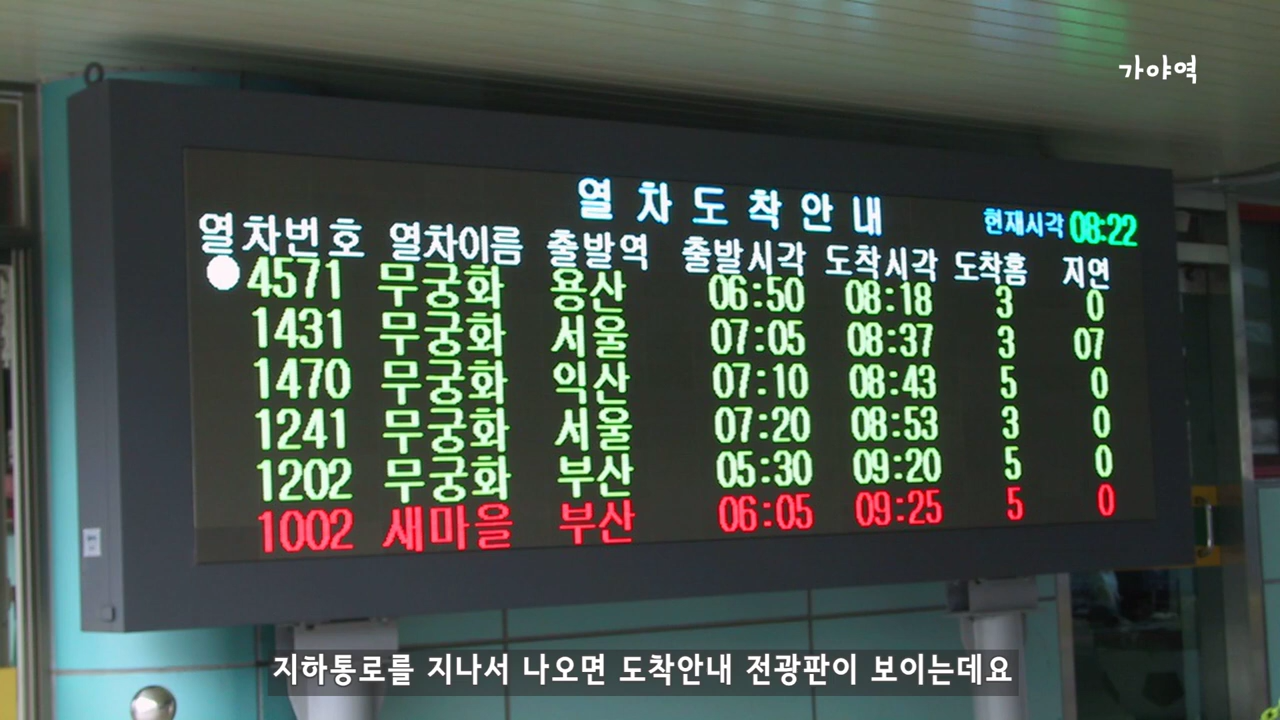 가야역
열차도착안내 현재시각 08:22
열차번호 열차이름 출발역 출발시각 도착시각 도착홈 지연
4571 무궁화 용산 06:50 08:18 3 0
1431 무궁화 서울 07:05 08:37 3 07
1470 무궁화 익산 07:10 08:43 5 0
1241 무궁화 서울 07:20 08:53 3 0
1202 무궁화 부산 05:30 09:20 5 0
1002 새마을 부산 06:05 09:25 5 0
지하통로를 지나서 나오면 도착안내 전광판이 보이는데요